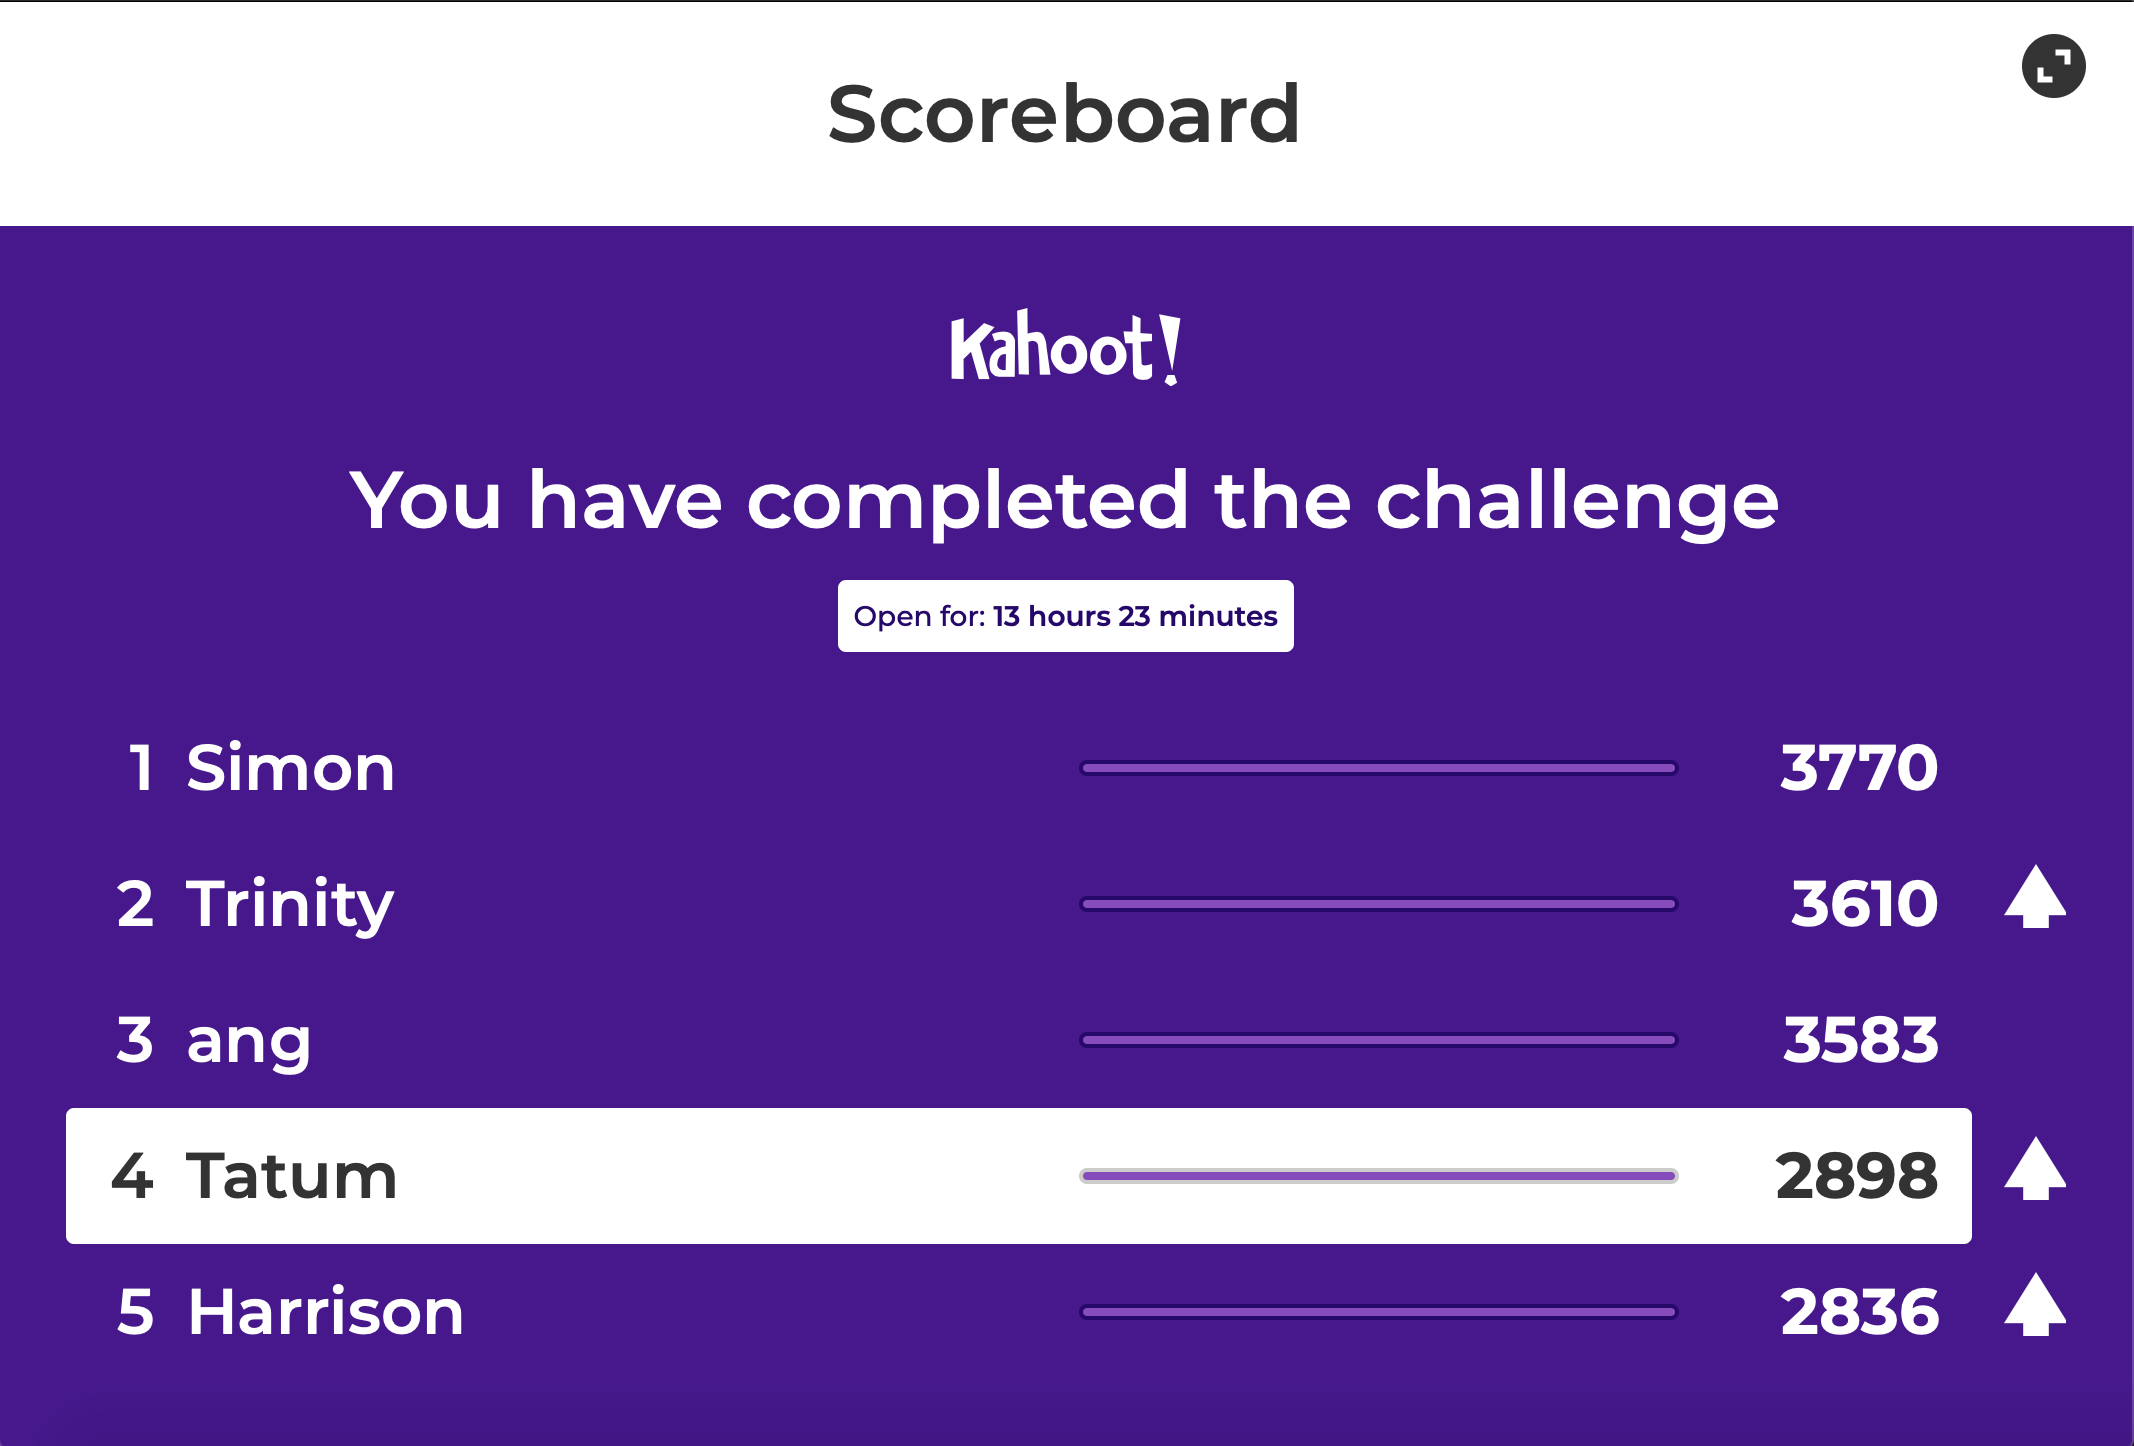 Scoreboard
Kahoot!
You have completed the challenge
Open for: 13 hours 23 minutes
1 Simon 3770
2 Trinity 3610
3 ang 3583
4 Tatum 2898
5 Harrison 2836